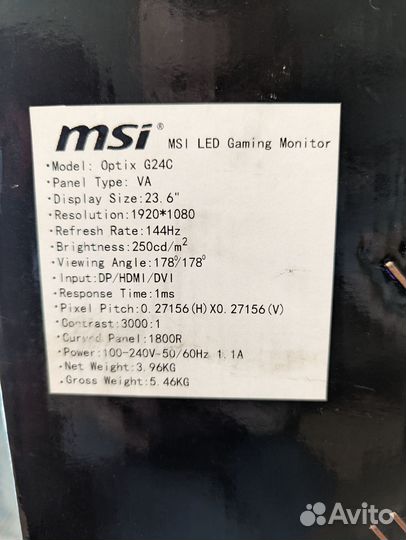 msi® MSI LED Gaming Monitor
·Model: Optix G24C
·Panel Type: VA
·Display Size:23.6"
·Resolution:1920*1080
·Refresh Rate:144Hz
·Brightness:250cd/m²
·Viewing Angle:178°/178°
·Input:DP/HDMI/DVI
·Response Time:1ms
·Pixel Pitch:0.27156(H)X0.27156(V)
·Contrast:3000:1
·Curved Panel:1800R
·Power:100-240V-50/60Hz 1.1A
·Net Weight:3.96KG
·Gross Weight:5.46KG
Avito